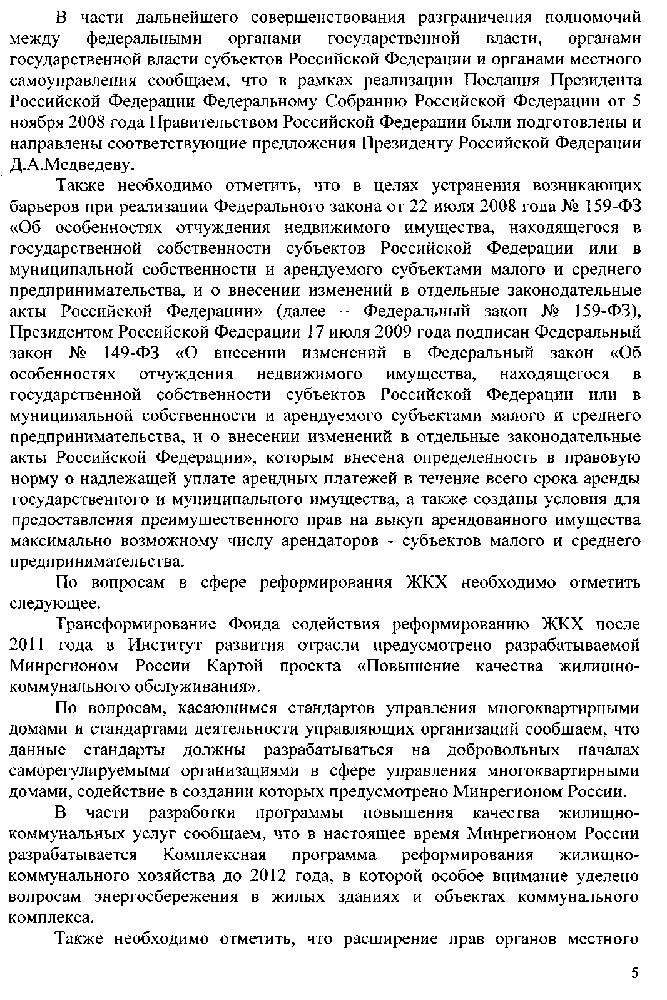 В части дальнейшего совершенствования разграничения полномочий
между федеральными органами государственной власти, органами
государственной власти субъектов Российской Федерации и органами местного
самоуправления сообщаем, что в рамках реализации Послания Президента
Российской Федерации Федеральному Собранию Российской Федерации от 5
ноября 2008 года Правительством Российской Федерации были подготовлены и
направлены соответствующие предложения Президенту Российской Федерации
Д.А.Медведеву.
Также необходимо отметить, что в целях устранения возникающих
барьеров при реализации Федерального закона от 22 июля 2008 года № 159-ФЗ
«Об особенностях отчуждения недвижимого имущества, находящегося в
государственной собственности субъектов Российской Федерации или в
муниципальной собственности и арендуемого субъектами малого и среднего
предпринимательства, и о внесении изменений в отдельные законодательные
акты Российской Федерации» (далее – Федеральный закон № 159-ФЗ),
Президентом Российской Федерации 17 июля 2009 года подписан Федеральный
закон № 149-ФЗ «О внесении изменений в Федеральный закон «Об
особенностях отчуждения недвижимого имущества, находящегося в
государственной собственности субъектов Российской Федерации или в
муниципальной собственности и арендуемого субъектами малого и среднего
предпринимательства, и о внесении изменений в отдельные законодательные
акты Российской Федерации», которым внесена определенность в правовую
норму о надлежащей уплате арендных платежей в течение всего срока аренды
государственного и муниципального имущества, а также созданы условия для
предоставления преимущественного прав на выкуп арендованного имущества
максимально возможному числу арендаторов - субъектов малого и среднего
предпринимательства.
По вопросам в сфере реформирования ЖКХ необходимо отметить
следующее.
Трансформирование Фонда содействия реформированию ЖКХ после
2011 года в Институт развития отрасли предусмотрено разрабатываемой
Минрегионом России Картой проекта «Повышение качества жилищно-
коммунального обслуживания».
По вопросам, касающимся стандартов управления многоквартирными
домами и стандартами деятельности управляющих организаций сообщаем, что
данные стандарты должны разрабатываться на добровольных началах
саморегулируемыми организациями в сфере управления многоквартирными
домами, содействие в создании которых предусмотрено Минрегионом России.
В части разработки программы повышения качества жилищно-
коммунальных услуг сообщаем, что в настоящее время Минрегионом России
разрабатывается Комплексная программа реформирования жилищно-
коммунального хозяйства до 2012 года, в которой особое внимание уделено
вопросам энергосбережения в жилых зданиях и объектах коммунального
комплекса.
Также необходимо отметить, что расширение прав органов местного
5